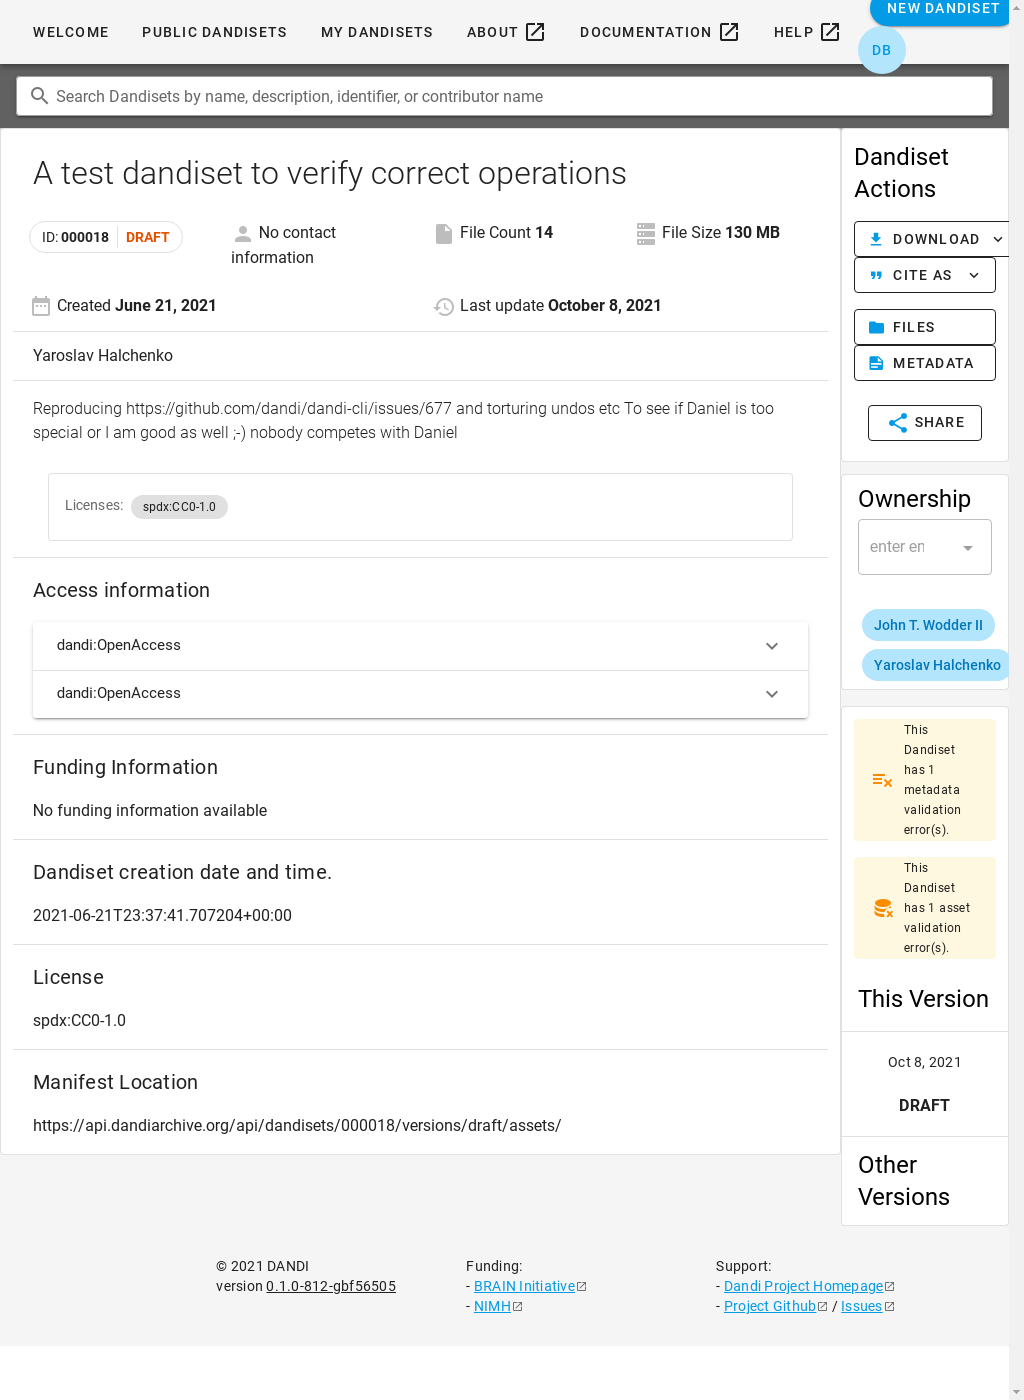 WELCOME PUBLIC DANDISETS MY DANDISETS ABOUT DOCUMENTATION HELP NEW DANDISET
DB
Search Dandisets by name, description, identifier, or contributor name
A test dandiset to verify correct operations
ID: 000018 DRAFT
No contact
information
File Count 14
File Size 130 MB
Created June 21, 2021
Last update October 8, 2021
Yaroslav Halchenko
Reproducing https://github.com/dandi/dandi-cli/issues/677 and torturing undos etc To see if Daniel is too
special or I am good as well ;-) nobody competes with Daniel
Licenses: spdx:CC0-1.0
Access information
dandi:OpenAccess
dandi:OpenAccess
Funding Information
No funding information available
Dandiset creation date and time.
2021-06-21T23:37:41.707204+00:00
License
spdx:CC0-1.0
Manifest Location
https://api.dandiarchive.org/api/dandisets/000018/versions/draft/assets/
Dandiset
Actions
DOWNLOAD
CITE AS
FILES
METADATA
SHARE
Ownership
enter en
John T. Wodder II
Yaroslav Halchenko
This
Dandiset
has 1
metadata
validation
error(s).
This
Dandiset
has 1 asset
validation
error(s).
This Version
Oct 8, 2021
DRAFT
Other
Versions
© 2021 DANDI
version 0.1.0-812-gbf56505
Funding:
- BRAIN Initiative
- NIMH
Support:
- Dandi Project Homepage
- Project Github / Issues